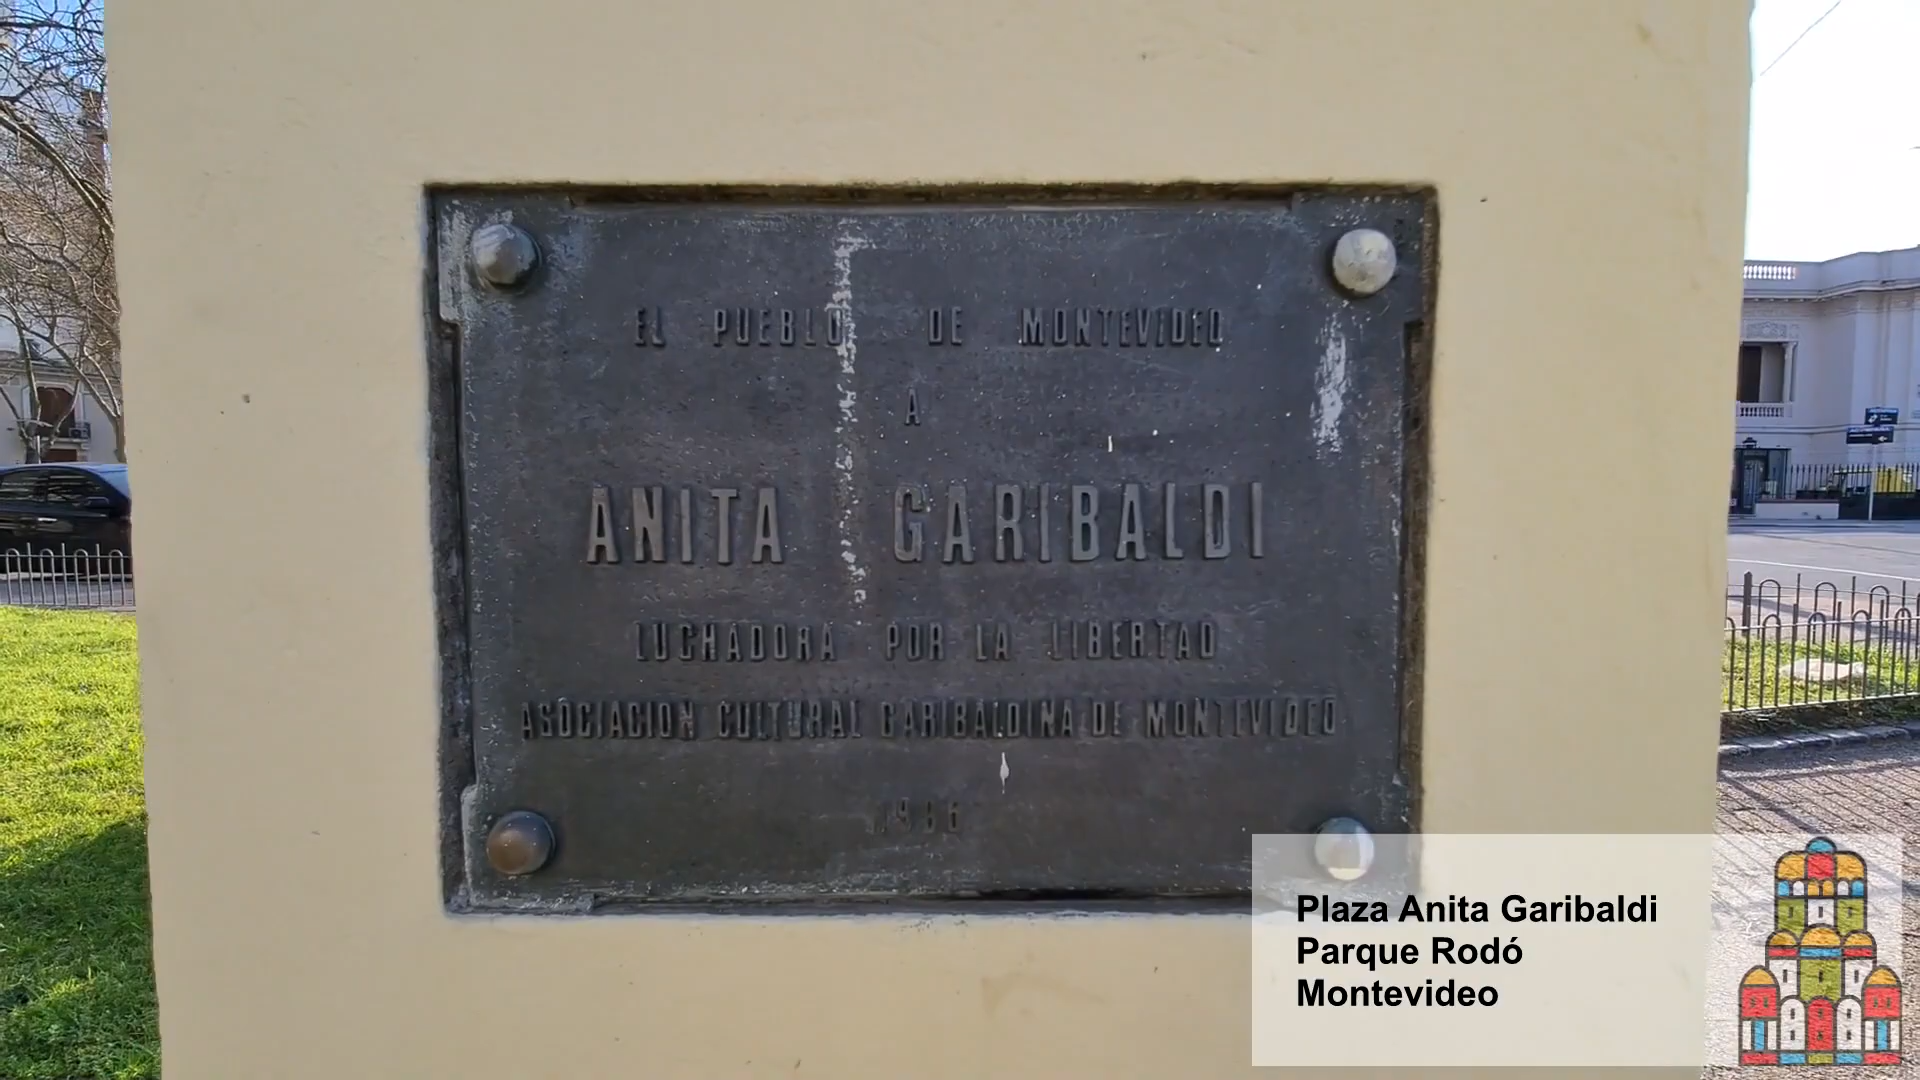 EL PUEBLO DE MONTEVIDEO
A
ANITA GARIBALDI
LUCHADORA POR LA LIBERTAD
ASOCIACION CULTURAL GARIBALDINA DE MONTEVIDEO
Plaza Anita Garibaldi
Parque Rodó
Montevideo